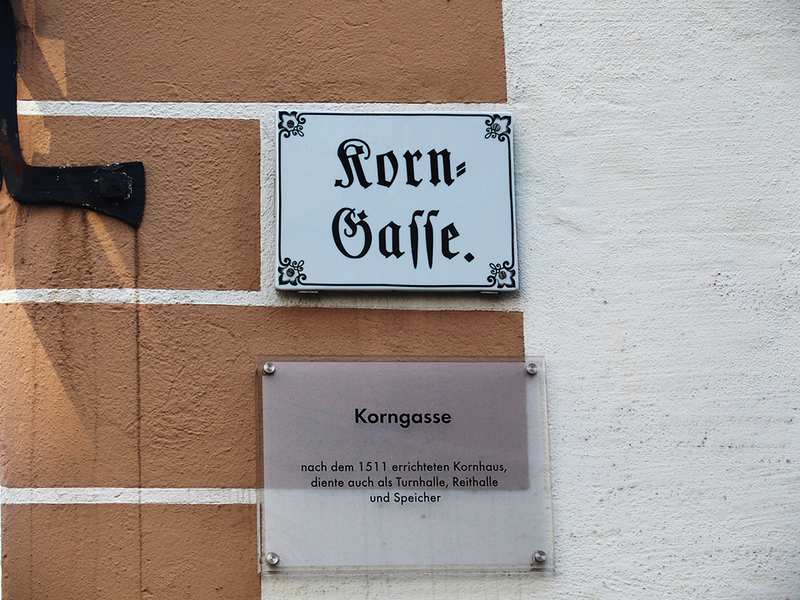 Korn=
Gaſſe.
Korngasse
nach dem 1511 errichteten Kornhaus,
diente auch als Turnhalle, Reithalle
und Speicher